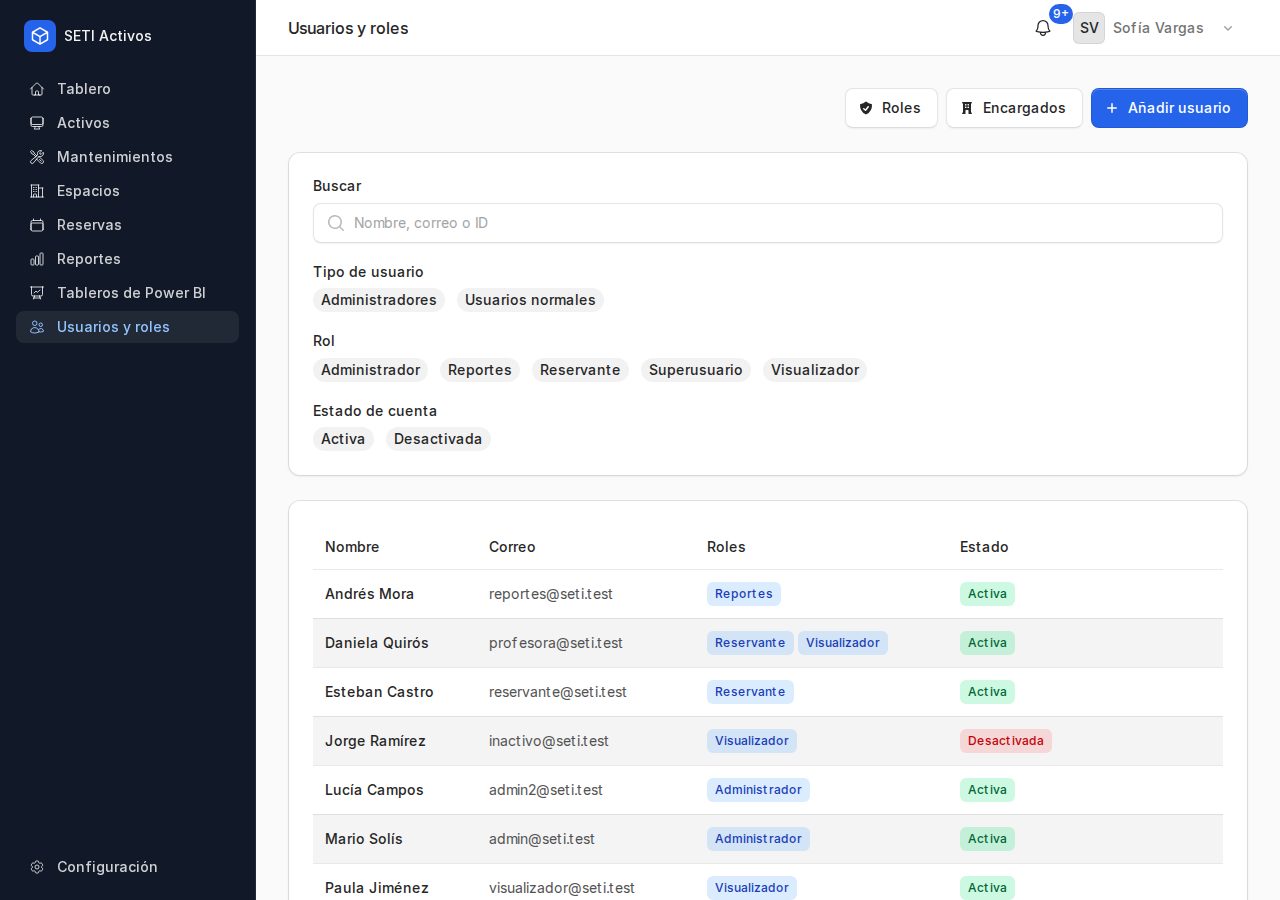 SETI Activos
Tablero
Activos
Mantenimientos
Espacios
Reservas
Reportes
Tableros de Power BI
Usuarios y roles
Configuración
Usuarios y roles
9+
SV Sofía Vargas
Roles Encargados + Añadir usuario
Buscar
Nombre, correo o ID
Tipo de usuario
Administradores Usuarios normales
Rol
Administrador Reportes Reservante Superusuario Visualizador
Estado de cuenta
Activa Desactivada
Nombre Correo Roles Estado
Andrés Mora reportes@seti.test Reportes Activa
Daniela Quirós profesora@seti.test Reservante Visualizador Activa
Esteban Castro reservante@seti.test Reservante Activa
Jorge Ramírez inactivo@seti.test Visualizador Desactivada
Lucía Campos admin2@seti.test Administrador Activa
Mario Solís admin@seti.test Administrador Activa
Paula Jiménez visualizador@seti.test Visualizador Activa